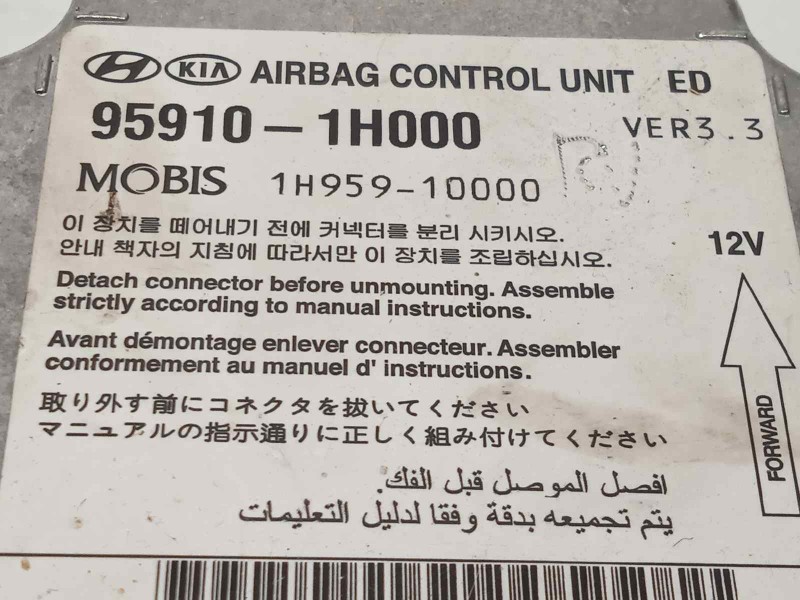 HYUNDAI KIA AIRBAG CONTROL UNIT ED
95910-1H000 VER3.3
MOBIS 1H959-10000
이 장치를 떼어내기 전에 커넥터를 분리 시키시오.
안내 책자의 지침에 따라서만 이 장치를 조립하십시오.
12V
Detach connector before unmounting. Assemble
strictly according to manual instructions.
Avant démontage enlever connecteur. Assembler
conformement au manuel d' instructions.
FORWARD
取り外す前にコネクタを抜いてください
マニュアルの指示通りに正しく組み付けてください
افصل الموصل قبل الفك.
يتم تجميعه بدقة وفقا لدليل التعليمات